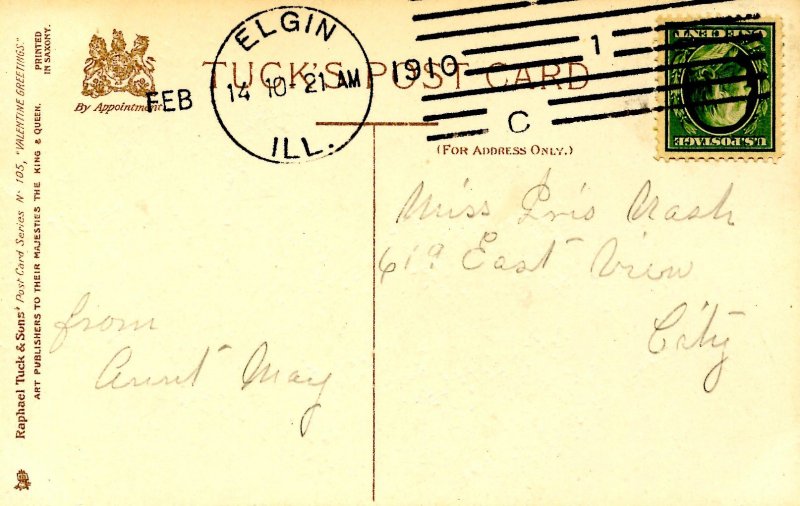 ELGIN
FEB 14 10-21 AM 1910
ILL.
1
C
TUCK'S POST CARD
By Appointment.
(FOR ADDRESS ONLY.)
U.S.POSTAGE
ONE CENT
Miss Iris Nash
619 East View
City
from
Aunt May
Raphael Tuck & Sons' Post Card Series No 105, "VALENTINE GREETINGS."
ART PUBLISHERS TO THEIR MAJESTIES THE KING & QUEEN.
PRINTED
IN SAXONY.